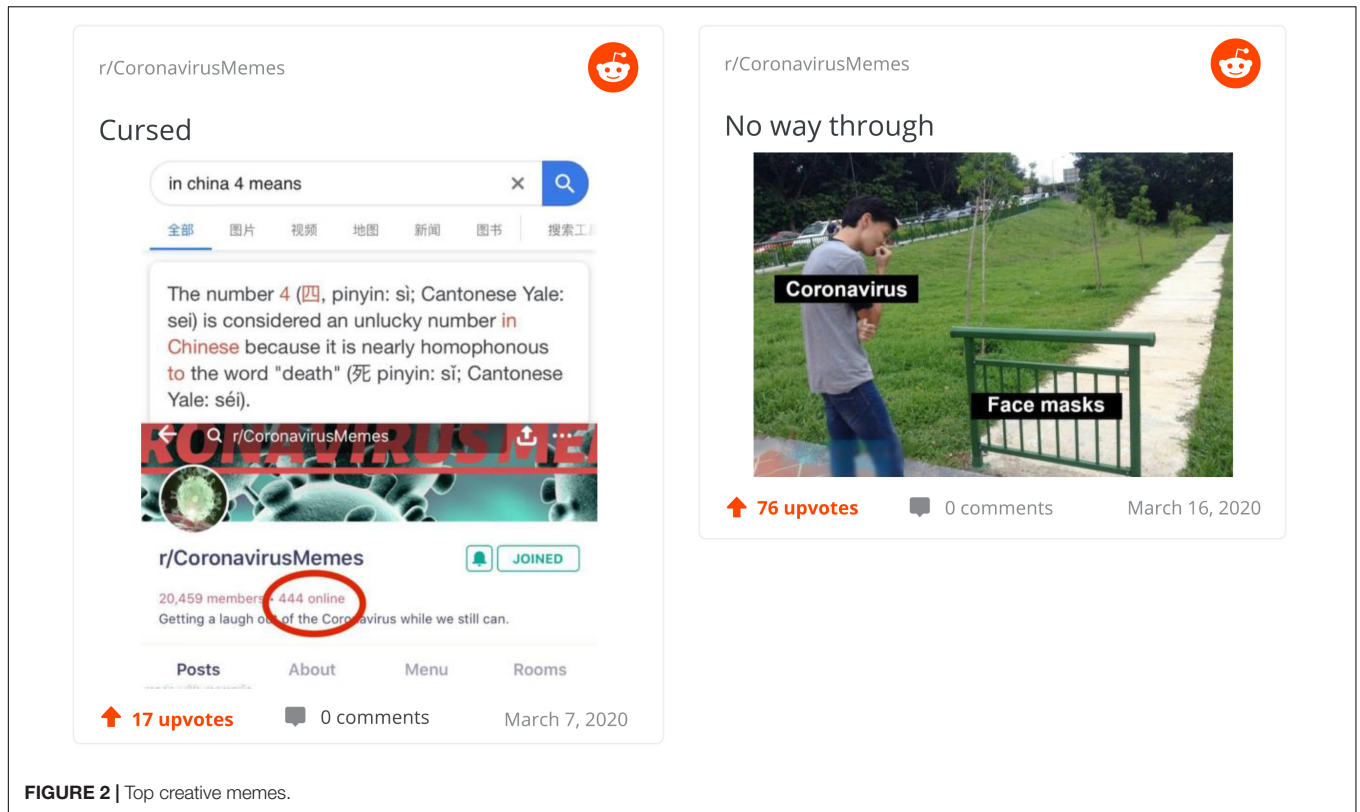 r/CoronavirusMemes
Cursed
in china 4 means
全部 图片 视频 地图 新闻 图书 搜索工
The number 4 (四, pinyin: sì; Cantonese Yale:
sei) is considered an unlucky number in
Chinese because it is nearly homophonous
to the word "death" (死 pinyin: sǐ; Cantonese
Yale: séi).
CORONAVIRUS MEM
r/CoronavirusMemes
r/CoronavirusMemes
JOINED
20,459 members • 444 online
Getting a laugh out of the Coronavirus while we still can.
Posts About Menu Rooms
17 upvotes 0 comments March 7, 2020
r/CoronavirusMemes
No way through
Coronavirus
Face masks
76 upvotes 0 comments March 16, 2020
FIGURE 2 | Top creative memes.